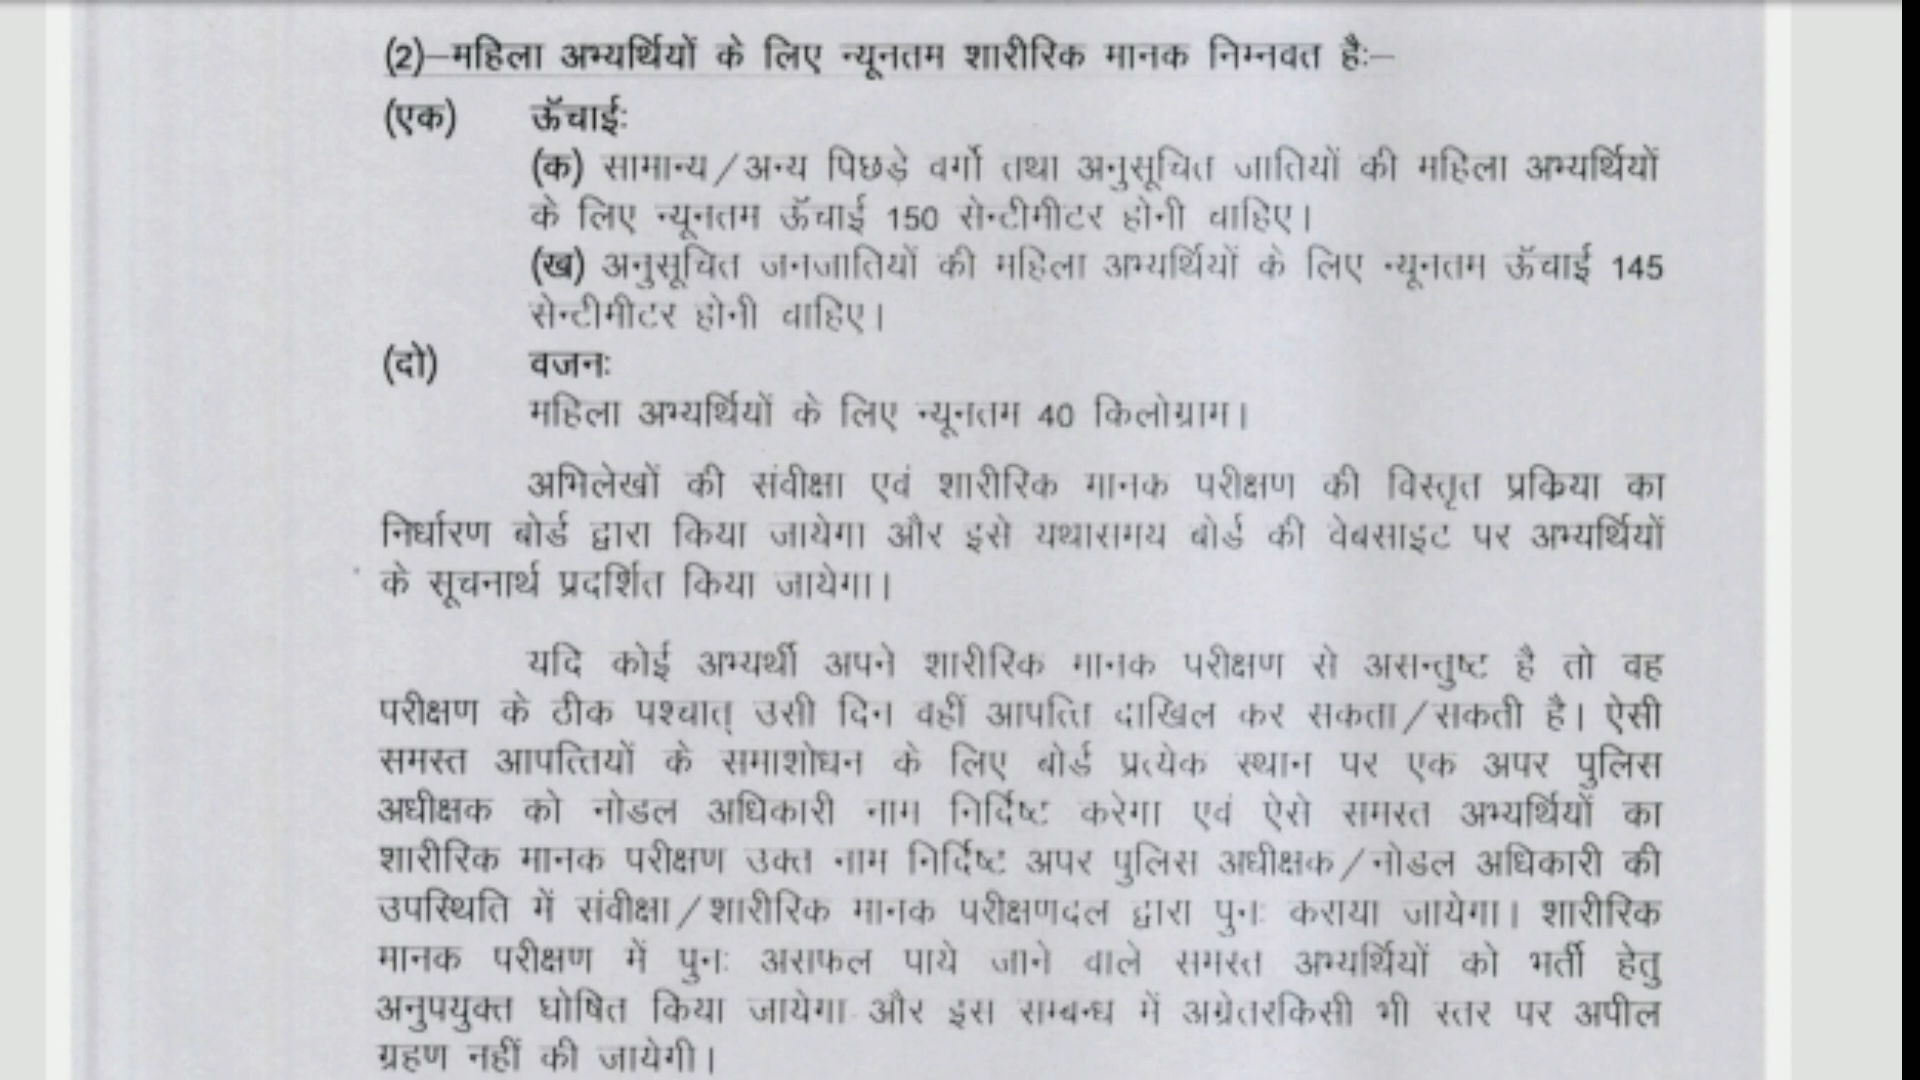 (2)–महिला अभ्यर्थियों के लिए न्यूनतम शारीरिक मानक निम्नवत हैः–
(एक) ऊॅचाईः
(क) सामान्य/अन्य पिछड़े वर्गो तथा अनुसूचित जातियों की महिला अभ्यर्थियों
के लिए न्यूनतम ऊॅचाई 150 सेन्टीमीटर होनी चाहिए।
(ख) अनुसूचित जनजातियों की महिला अभ्यर्थियों के लिए न्यूनतम ऊॅचाई 145
सेन्टीमीटर होनी चाहिए।
(दो) वजनः
महिला अभ्यर्थियों के लिए न्यूनतम 40 किलोग्राम।
अभिलेखों की संवीक्षा एवं शारीरिक मानक परीक्षण की विस्तृत प्रकिया का
निर्धारण बोर्ड द्वारा किया जायेगा और इसे यथासमय बोर्ड की वेबसाइट पर अभ्यर्थियों
के सूचनार्थ प्रदर्शित किया जायेगा।
यदि कोई अभ्यर्थी अपने शारीरिक मानक परीक्षण से असन्तुष्ट है तो वह
परीक्षण के ठीक पश्चात् उसी दिन वहीं आपत्ति दाखिल कर सकता/सकती है। ऐसी
समस्त आपत्तियों के समाशोधन के लिए बोर्ड प्रत्येक स्थान पर एक अपर पुलिस
अधीक्षक को नोडल अधिकारी नाम निर्दिष्ट करेगा एवं ऐसे समस्त अभ्यर्थियों का
शारीरिक मानक परीक्षण उक्त नाम निर्दिष्ट अपर पुलिस अधीक्षक/नोडल अधिकारी की
उपस्थिति में संवीक्षा/शारीरिक मानक परीक्षणदल द्वारा पुनः कराया जायेगा। शारीरिक
मानक परीक्षण में पुनः असफल पाये जाने वाले समस्त अभ्यर्थियों को भर्ती हेतु
अनुपयुक्त घोषित किया जायेगा और इस सम्बन्ध में अग्रेतरकिसी भी स्तर पर अपील
ग्रहण नहीं की जायेगी।